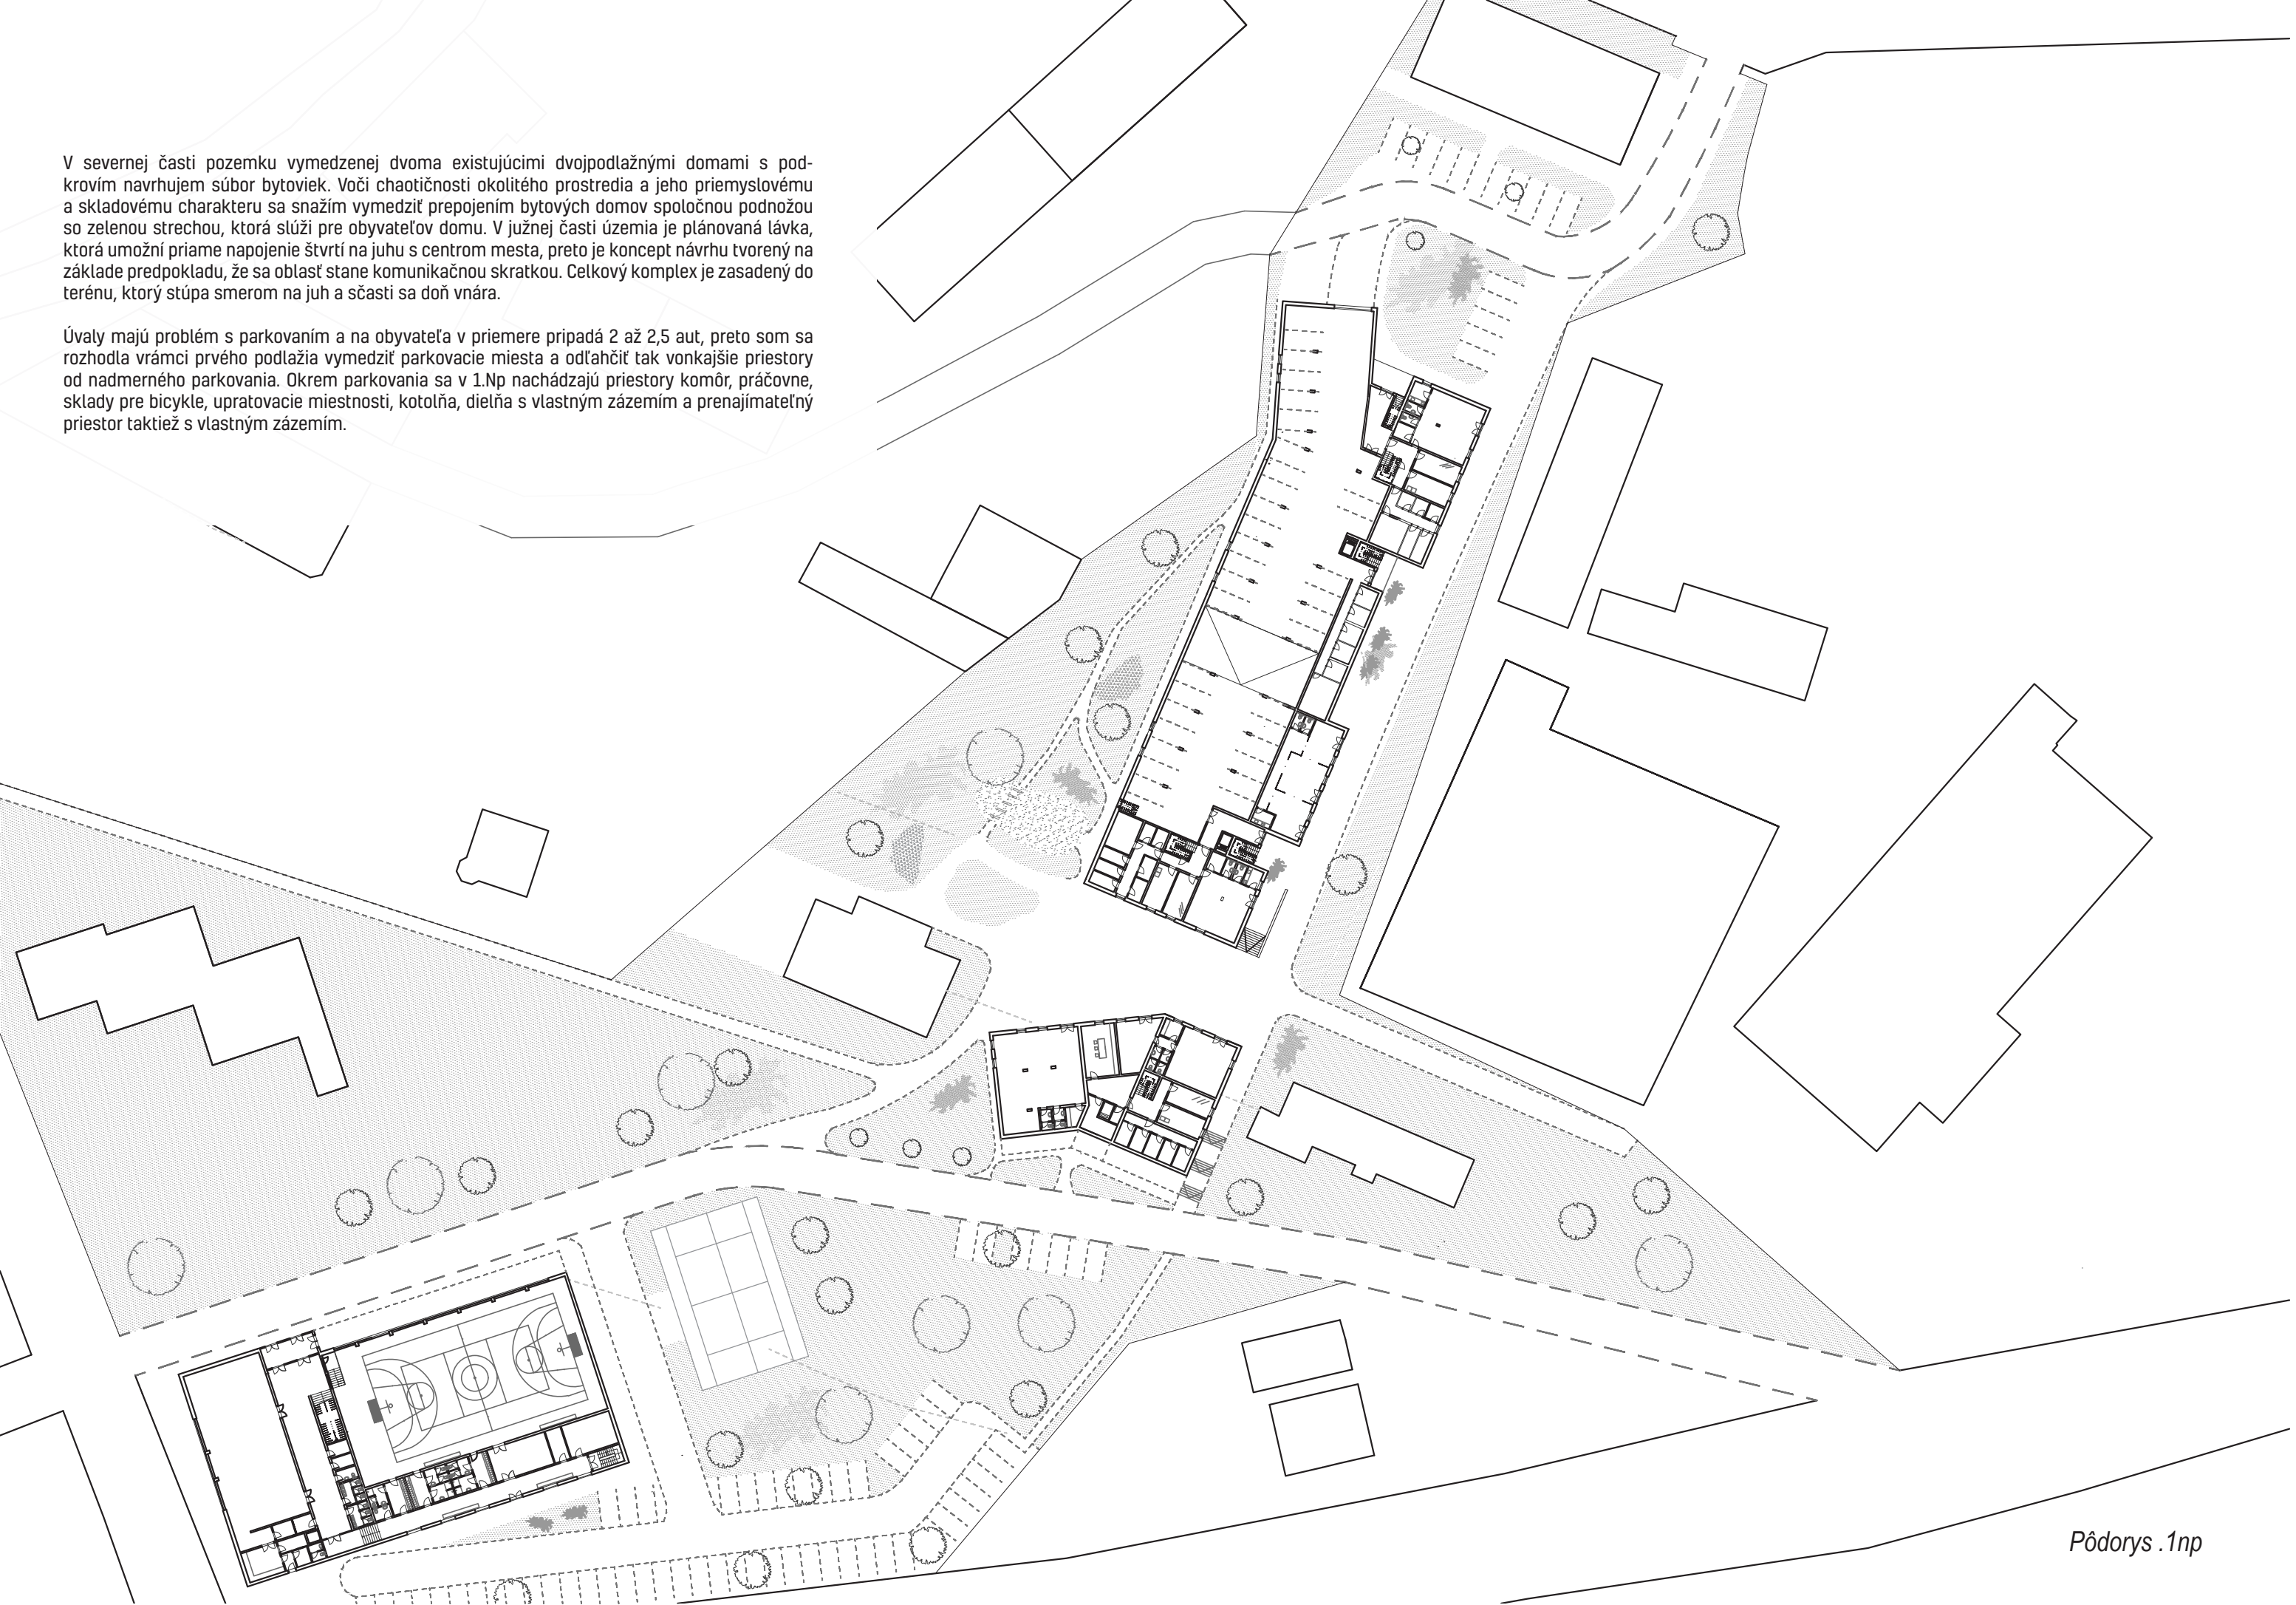 V severnej časti pozemku vymedzenej dvoma existujúcimi dvojpodlažnými domami s pod-
krovím navrhujem súbor bytoviek. Voči chaotičnosti okolitého prostredia a jeho priemyslovému
a skladovému charakteru sa snažím vymedziť prepojením bytových domov spoločnou podnožou
so zelenou strechou, ktorá slúži pre obyvateľov domu. V južnej časti územia je plánovaná lávka,
ktorá umožní priame napojenie štvrtí na juhu s centrom mesta, preto je koncept návrhu tvorený na
základe predpokladu, že sa oblasť stane komunikačnou skratkou. Celkový komplex je zasadený do
terénu, ktorý stúpa smerom na juh a sčasti sa doň vnára.
Úvaly majú problém s parkovaním a na obyvateľa v priemere pripadá 2 až 2,5 aut, preto som sa
rozhodla vrámci prvého podlažia vymedziť parkovacie miesta a odľahčiť tak vonkajšie priestory
od nadmerného parkovania. Okrem parkovania sa v 1.Np nachádzajú priestory komôr, práčovne,
sklady pre bicykle, upratovacie miestnosti, kotolňa, dielňa s vlastným zázemím a prenajímateľný
priestor taktiež s vlastným zázemím.
Pôdorys .1np